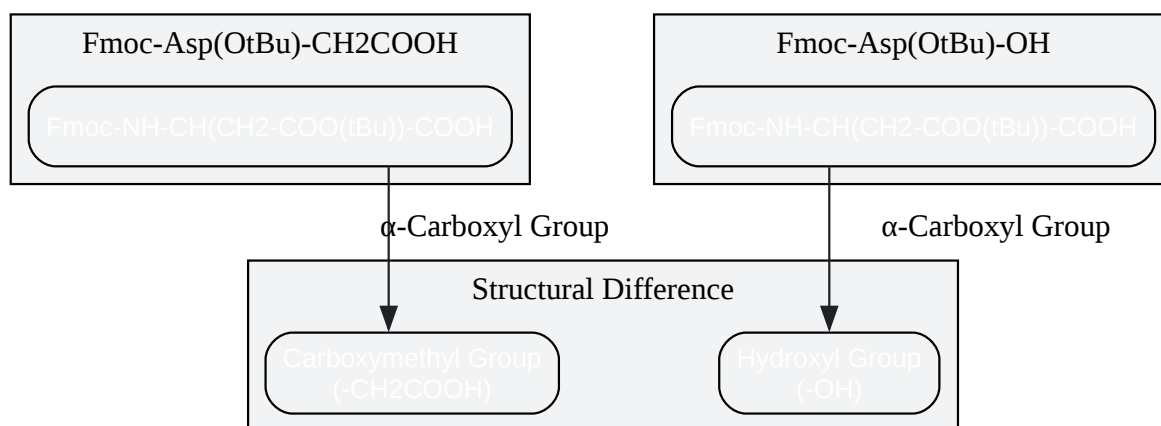 Fmoc-Asp(OtBu)-CH2COOH
Fmoc-NH-CH(CH2-COO(tBu))-COOH
Fmoc-Asp(OtBu)-OH
Fmoc-NH-CH(CH2-COO(tBu))-COOH
α-Carboxyl Group
α-Carboxyl Group
Structural Difference
Carboxymethyl Group
(-CH2COOH)
Hydroxyl Group
(-OH)